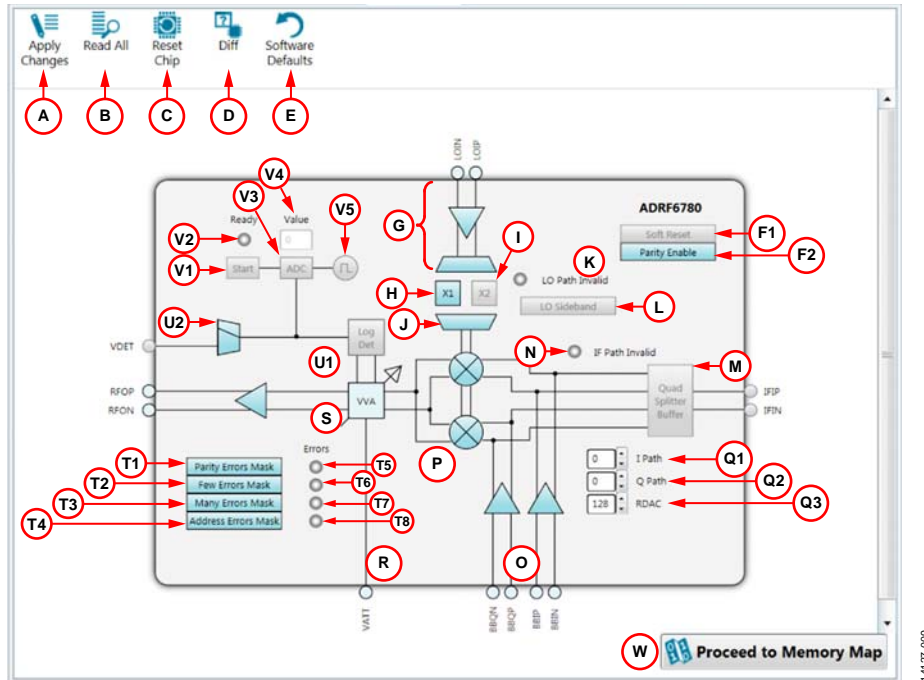 Apply Changes
Read All
Reset Chip
Diff
Software Defaults
A
B
C
D
E
LOIN
LOIP
V4
V3
V5
G
I
ADRF6780
Ready
Value
K
Soft Reset
F1
V2
0
Parity Enable
F2
V1
Start
ADC
LO Path Invalid
H
X1
X2
LO Sideband
L
U2
J
Log Det
VDET
U1
N
IF Path Invalid
M
RFOP
RFON
S
VVA
Quad Splitter Buffer
IFIP
IFIN
P
Errors
T1
Parity Errors Mask
T5
0
I Path
Q1
T2
Few Errors Mask
T6
0
Q Path
Q2
T3
Many Errors Mask
T7
128
RDAC
Q3
T4
Address Errors Mask
T8
R
O
VATT
BBQN
BBQP
BBIP
BBIN
W
Proceed to Memory Map